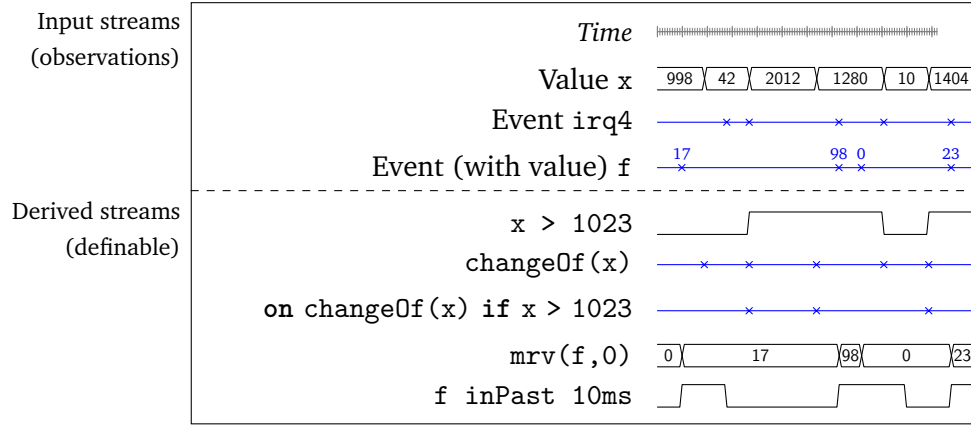 Input streams
(observations)
Time
Value x
998 42 2012 1280 10 1404
Event irq4
17 98 0 23
Event (with value) f
Derived streams
(definable)
x > 1023
changeOf(x)
on changeOf(x) if x > 1023
mrv(f,0)
0 17 98 0 23
f inPast 10ms